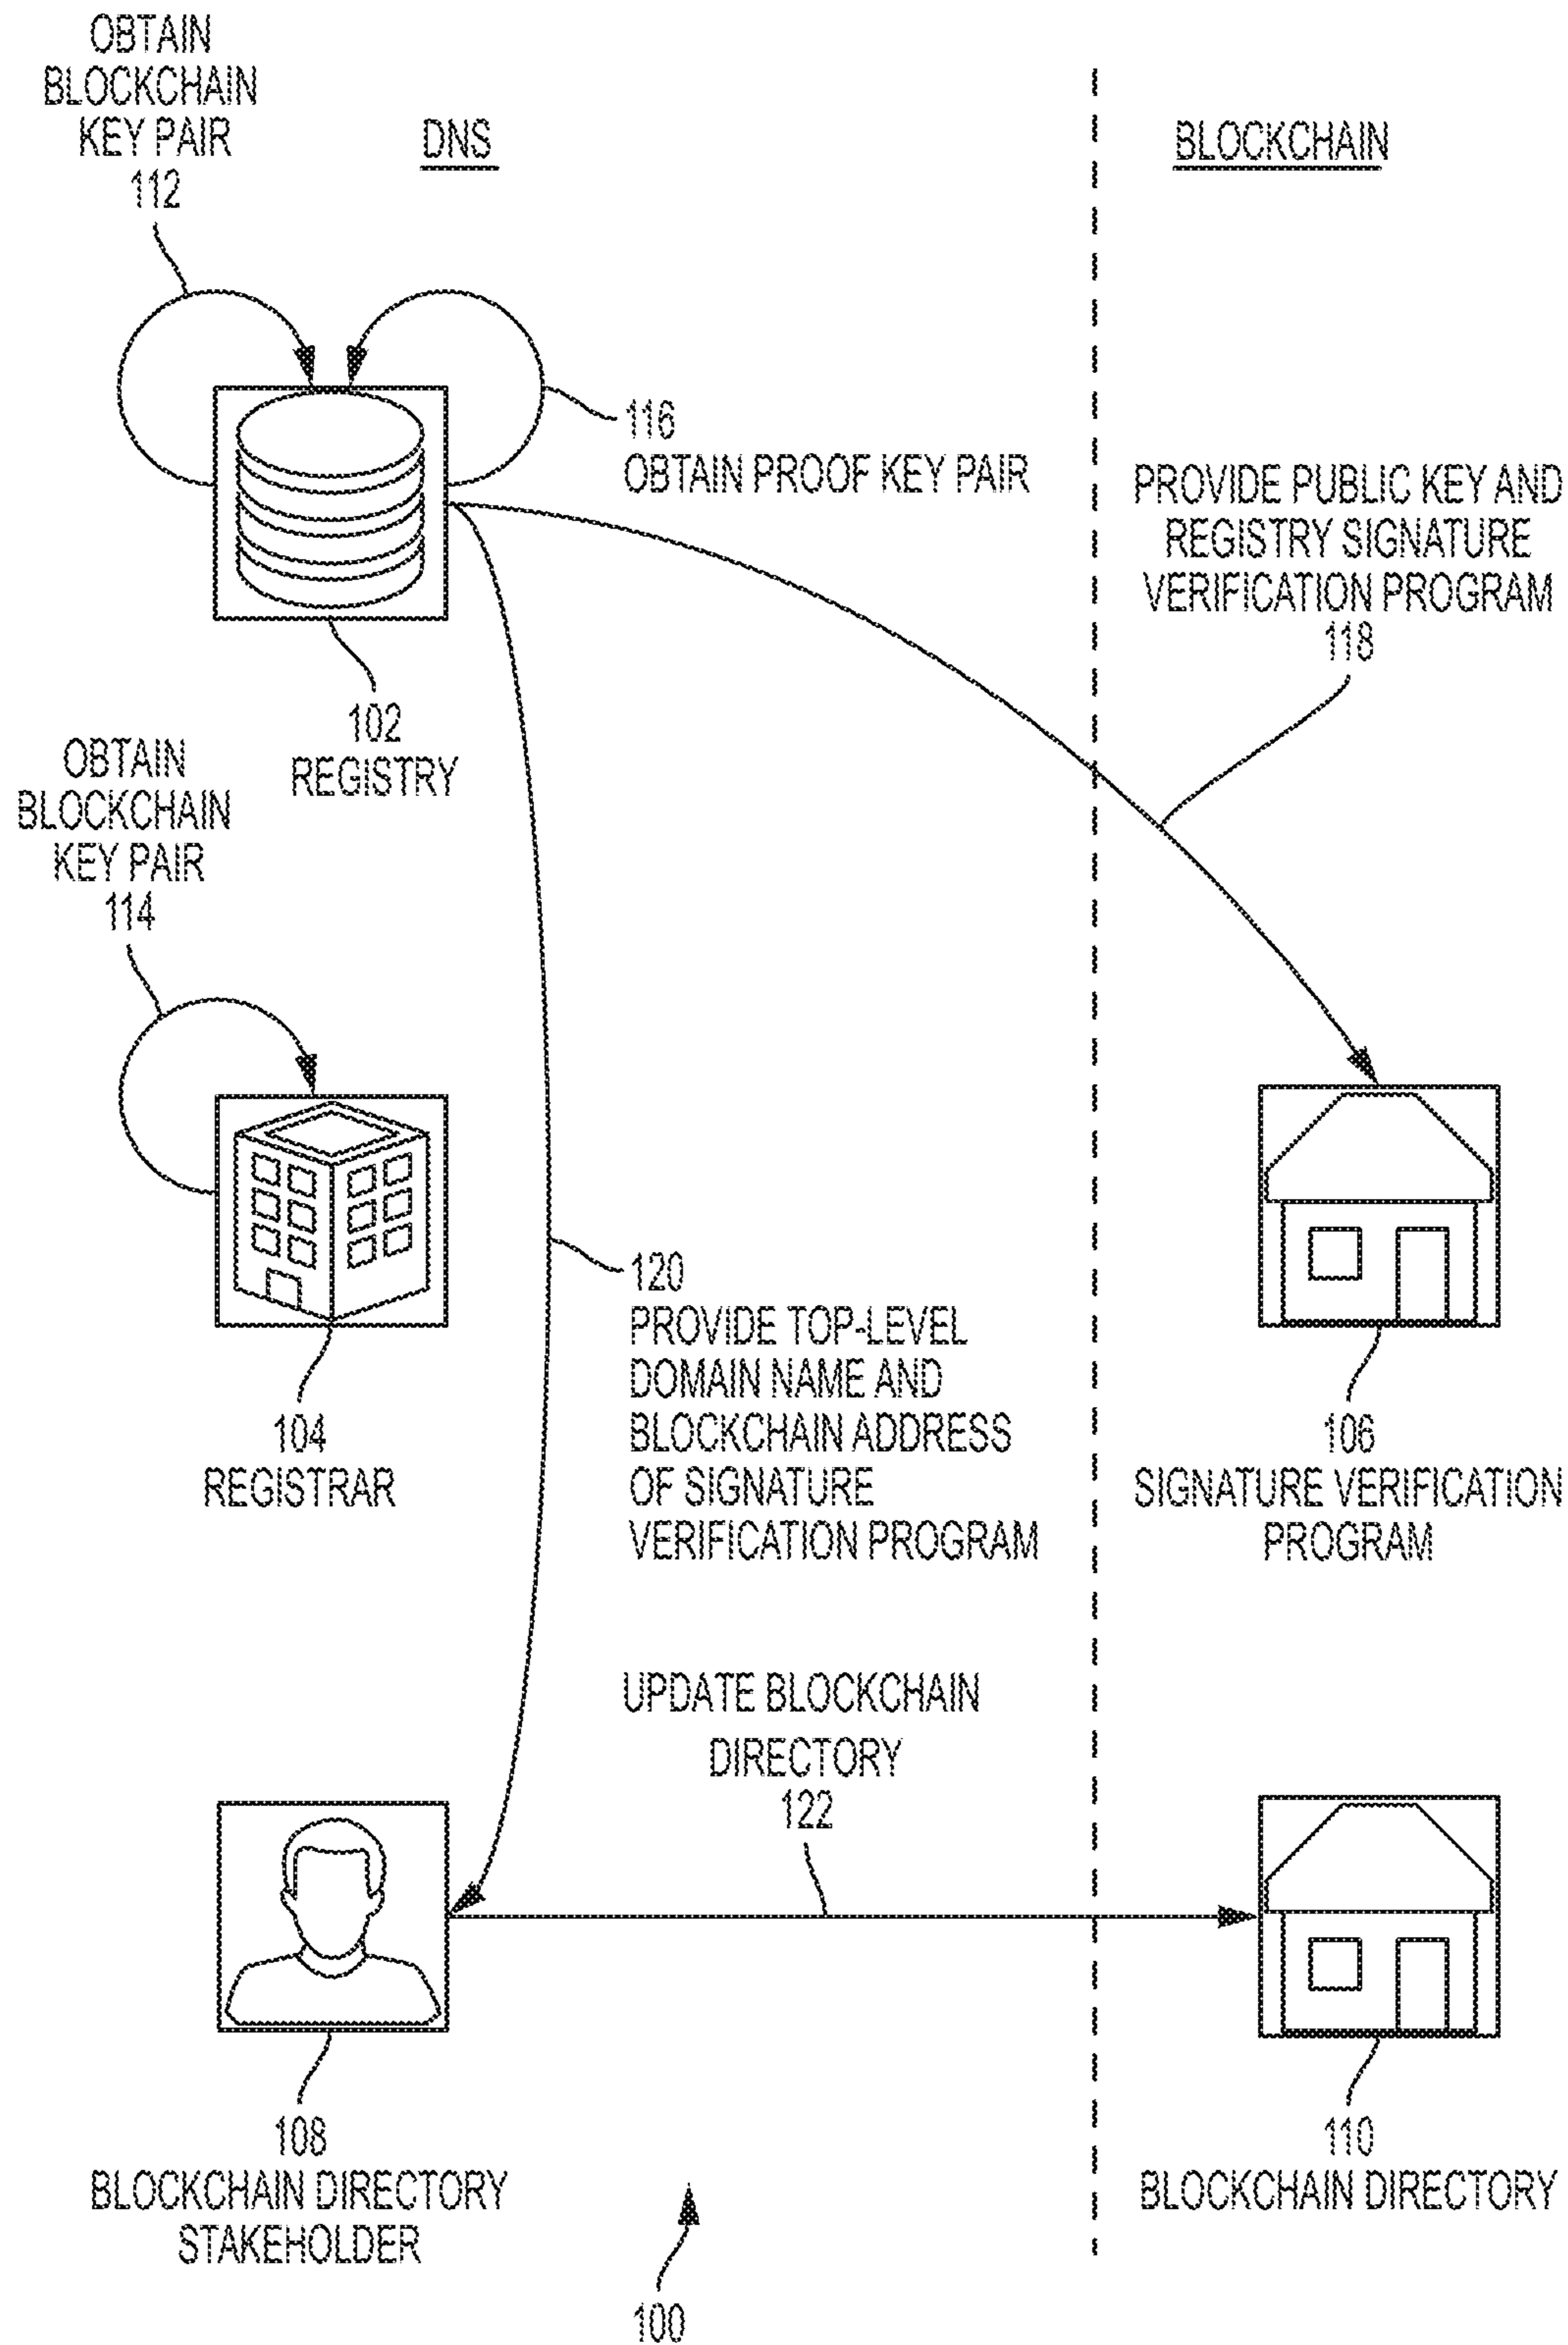 OBTAIN
BLOCKCHAIN
KEY PAIR
112
DNS
BLOCKCHAIN
116
OBTAIN PROOF KEY PAIR
PROVIDE PUBLIC KEY AND
REGISTRY SIGNATURE
VERIFICATION PROGRAM
118
102
REGISTRY
OBTAIN
BLOCKCHAIN
KEY PAIR
114
104
REGISTRAR
120
PROVIDE TOP-LEVEL
DOMAIN NAME AND
BLOCKCHAIN ADDRESS
OF SIGNATURE
VERIFICATION PROGRAM
106
SIGNATURE VERIFICATION
PROGRAM
UPDATE BLOCKCHAIN
DIRECTORY
122
108
BLOCKCHAIN DIRECTORY
STAKEHOLDER
110
BLOCKCHAIN DIRECTORY
100